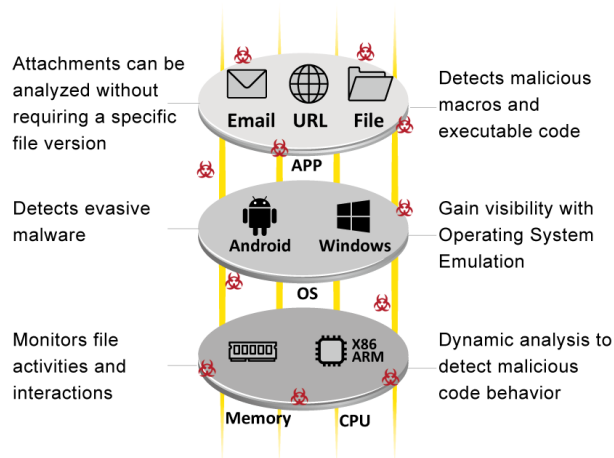 Attachments can be
analyzed without
requiring a specific
file version
Email URL File
APP
Detects malicious
macros and
executable code
Detects evasive
malware
Android Windows
OS
Gain visibility with
Operating System
Emulation
Monitors file
activities and
interactions
X86
ARM
Memory CPU
Dynamic analysis to
detect malicious
code behavior